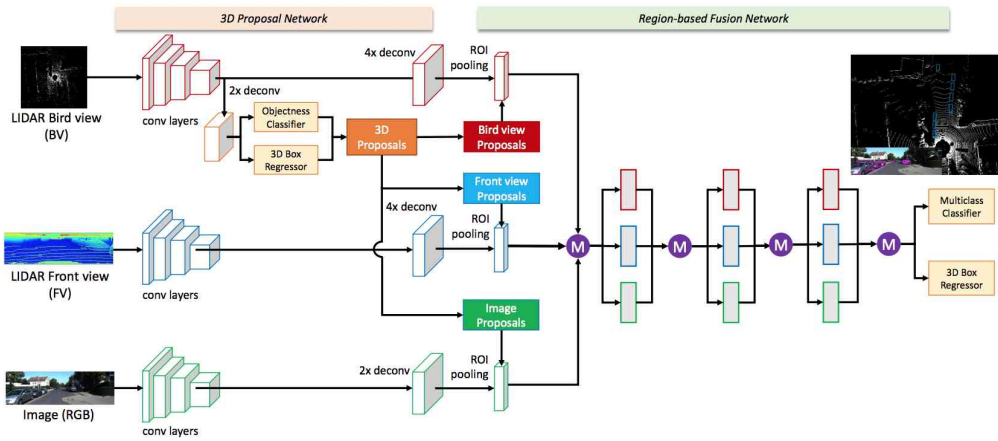 3D Proposal Network
Region-based Fusion Network
LIDAR Bird view
(BV)
conv layers
2x deconv
4x deconv
ROI
pooling
Objectness
Classifier
3D Box
Regressor
3D
Proposals
Bird view
Proposals
Front view
Proposals
LIDAR Front view
(FV)
conv layers
4x deconv
ROI
pooling
Image
Proposals
Image (RGB)
conv layers
2x deconv
ROI
pooling
M
M
M
M
Multiclass
Classifier
3D Box
Regressor